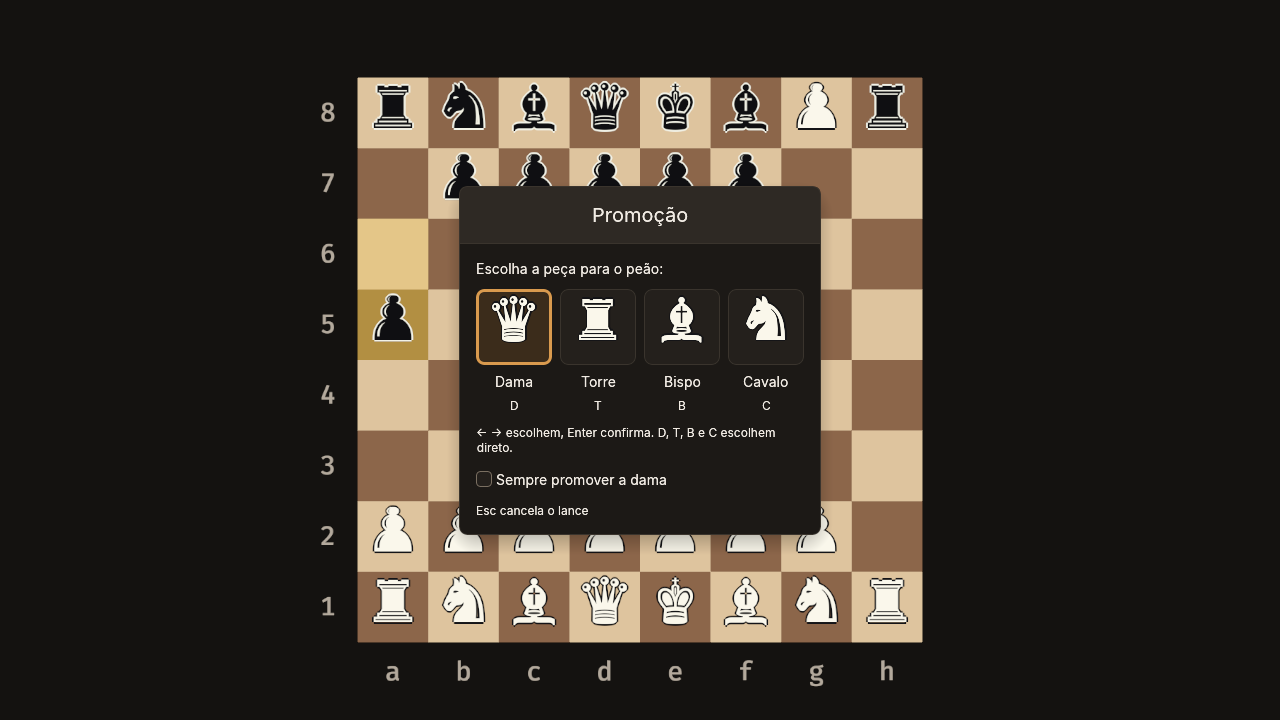 8
7
6
5
4
3
2
1
Promoção
Escolha a peça para o peão:
Dama Torre Bispo Cavalo
D T B C
← → escolhem, Enter confirma. D, T, B e C escolhem
direto.
Sempre promover a dama
Esc cancela o lance
a b c d e f g h